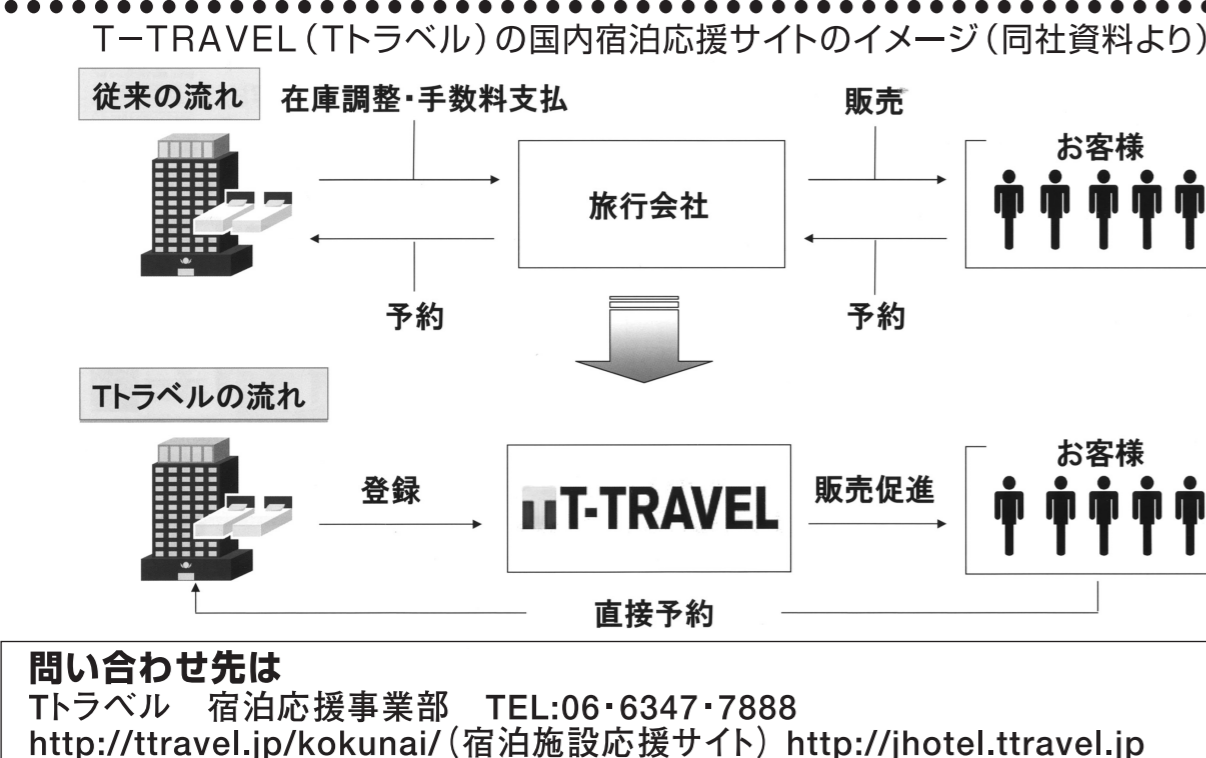 T−TRAVEL（Tトラベル）の国内宿泊応援サイトのイメージ（同社資料より）
従来の流れ
在庫調整・手数料支払
販売
お客様
旅行会社
予約
予約
Tトラベルの流れ
お客様
登録
T-TRAVEL
販売促進
直接予約
問い合わせ先は
Tトラベル　宿泊応援事業部　TEL:06・6347・7888
http://ttravel.jp/kokunai/（宿泊施設応援サイト） http://jhotel.ttravel.jp